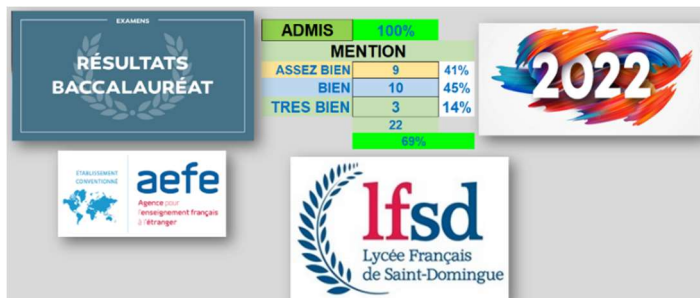 EXAMENS
RÉSULTATS
BACCALAURÉAT
ADMIS 100%
MENTION
ASSEZ BIEN 9 41%
BIEN 10 45%
TRES BIEN 3 14%
22
69%
2022
ETABLISSEMENT
CONVENTIONNÉ
aefe
Agence pour
l'enseignement français
à l'étranger
lfsd
Lycée Français
de Saint-Domingue